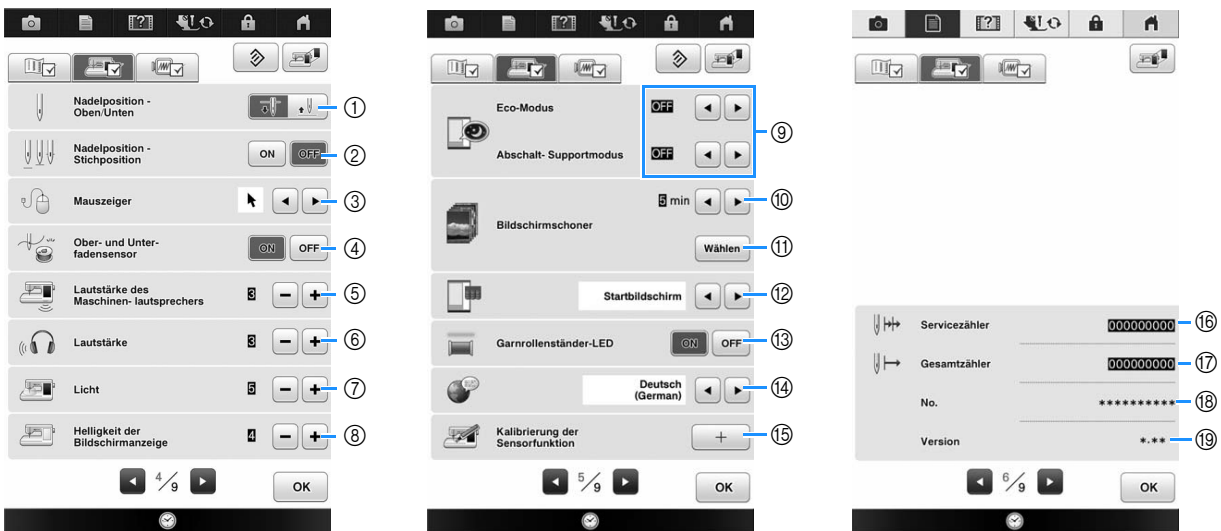 Nadelposition -
Oben/Unten
①
Nadelposition -
Stichposition
ON OFF
②
Mauszeiger
③
Ober- und Unter-
fadensensor
ON OFF
④
Lautstärke des
Maschinen- lautsprechers
3 − +
⑤
Lautstärke
3 − +
⑥
Licht
5 − +
⑦
Helligkeit der
Bildschirmanzeige
4 − +
⑧
4/9
OK
Eco-Modus
OFF
Abschalt- Supportmodus
OFF
⑨
Bildschirmschoner
5 min
⑩
Wählen
⑪
Startbildschirm
⑫
Garnrollenständer-LED
ON OFF
⑬
Deutsch
(German)
⑭
Kalibrierung der
Sensorfunktion
+
⑮
5/9
OK
Servicezähler
000000000
⑯
Gesamtzähler
000000000
⑰
No.
**********
⑱
Version
*.**
⑲
6/9
OK